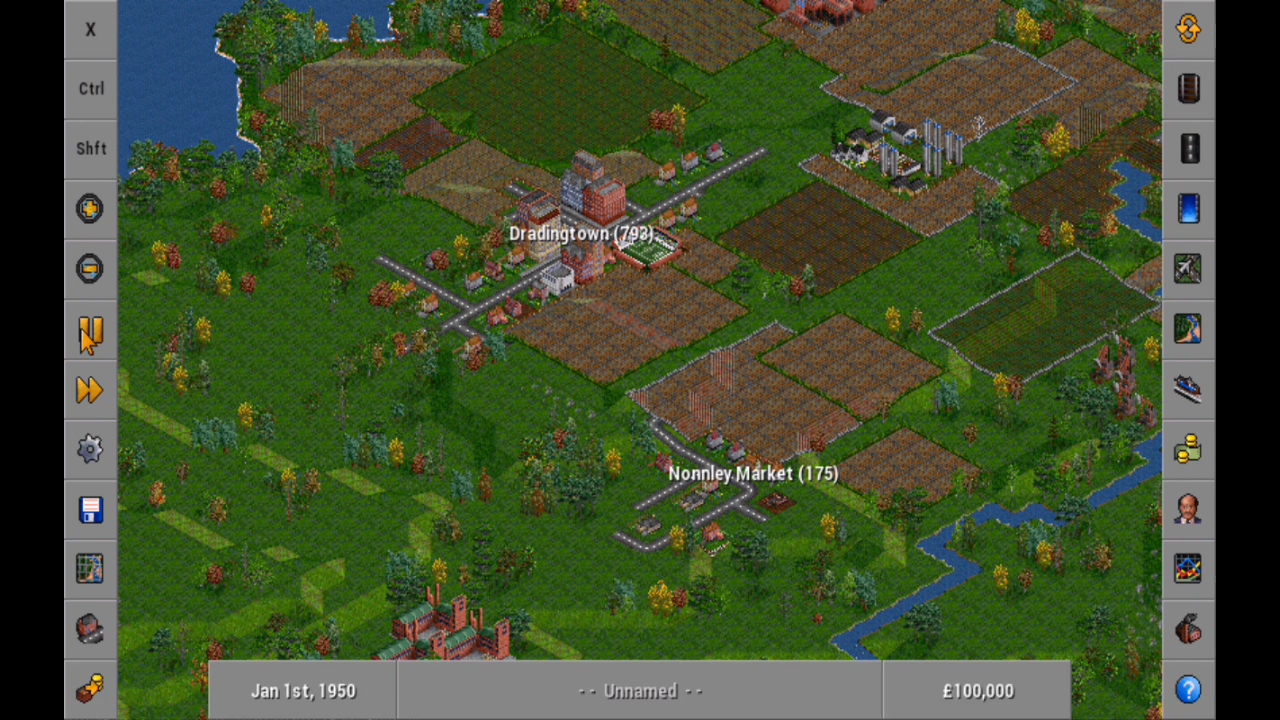 X
Ctrl
Shft
Dradingtown (793)
Nonnley Market (175)
Jan 1st, 1950
-- Unnamed --
£100,000
?